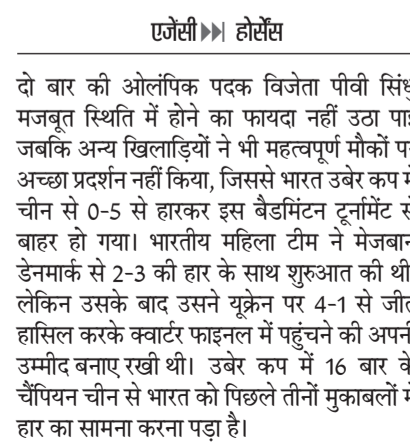 एजेंसी ▶▶ होर्सेंस
दो बार की ओलंपिक पदक विजेता पीवी सिंधु
मजबूत स्थिति में होने का फायदा नहीं उठा पाई
जबकि अन्य खिलाड़ियों ने भी महत्वपूर्ण मौकों पर
अच्छा प्रदर्शन नहीं किया, जिससे भारत उबेर कप में
चीन से 0-5 से हारकर इस बैडमिंटन टूर्नामेंट से
बाहर हो गया। भारतीय महिला टीम ने मेजबान
डेनमार्क से 2-3 की हार के साथ शुरुआत की थी
लेकिन उसके बाद उसने यूक्रेन पर 4-1 से जीत
हासिल करके क्वार्टर फाइनल में पहुंचने की अपनी
उम्मीद बनाए रखी थी। उबेर कप में 16 बार के
चैंपियन चीन से भारत को पिछले तीनों मुकाबलों में
हार का सामना करना पड़ा है।